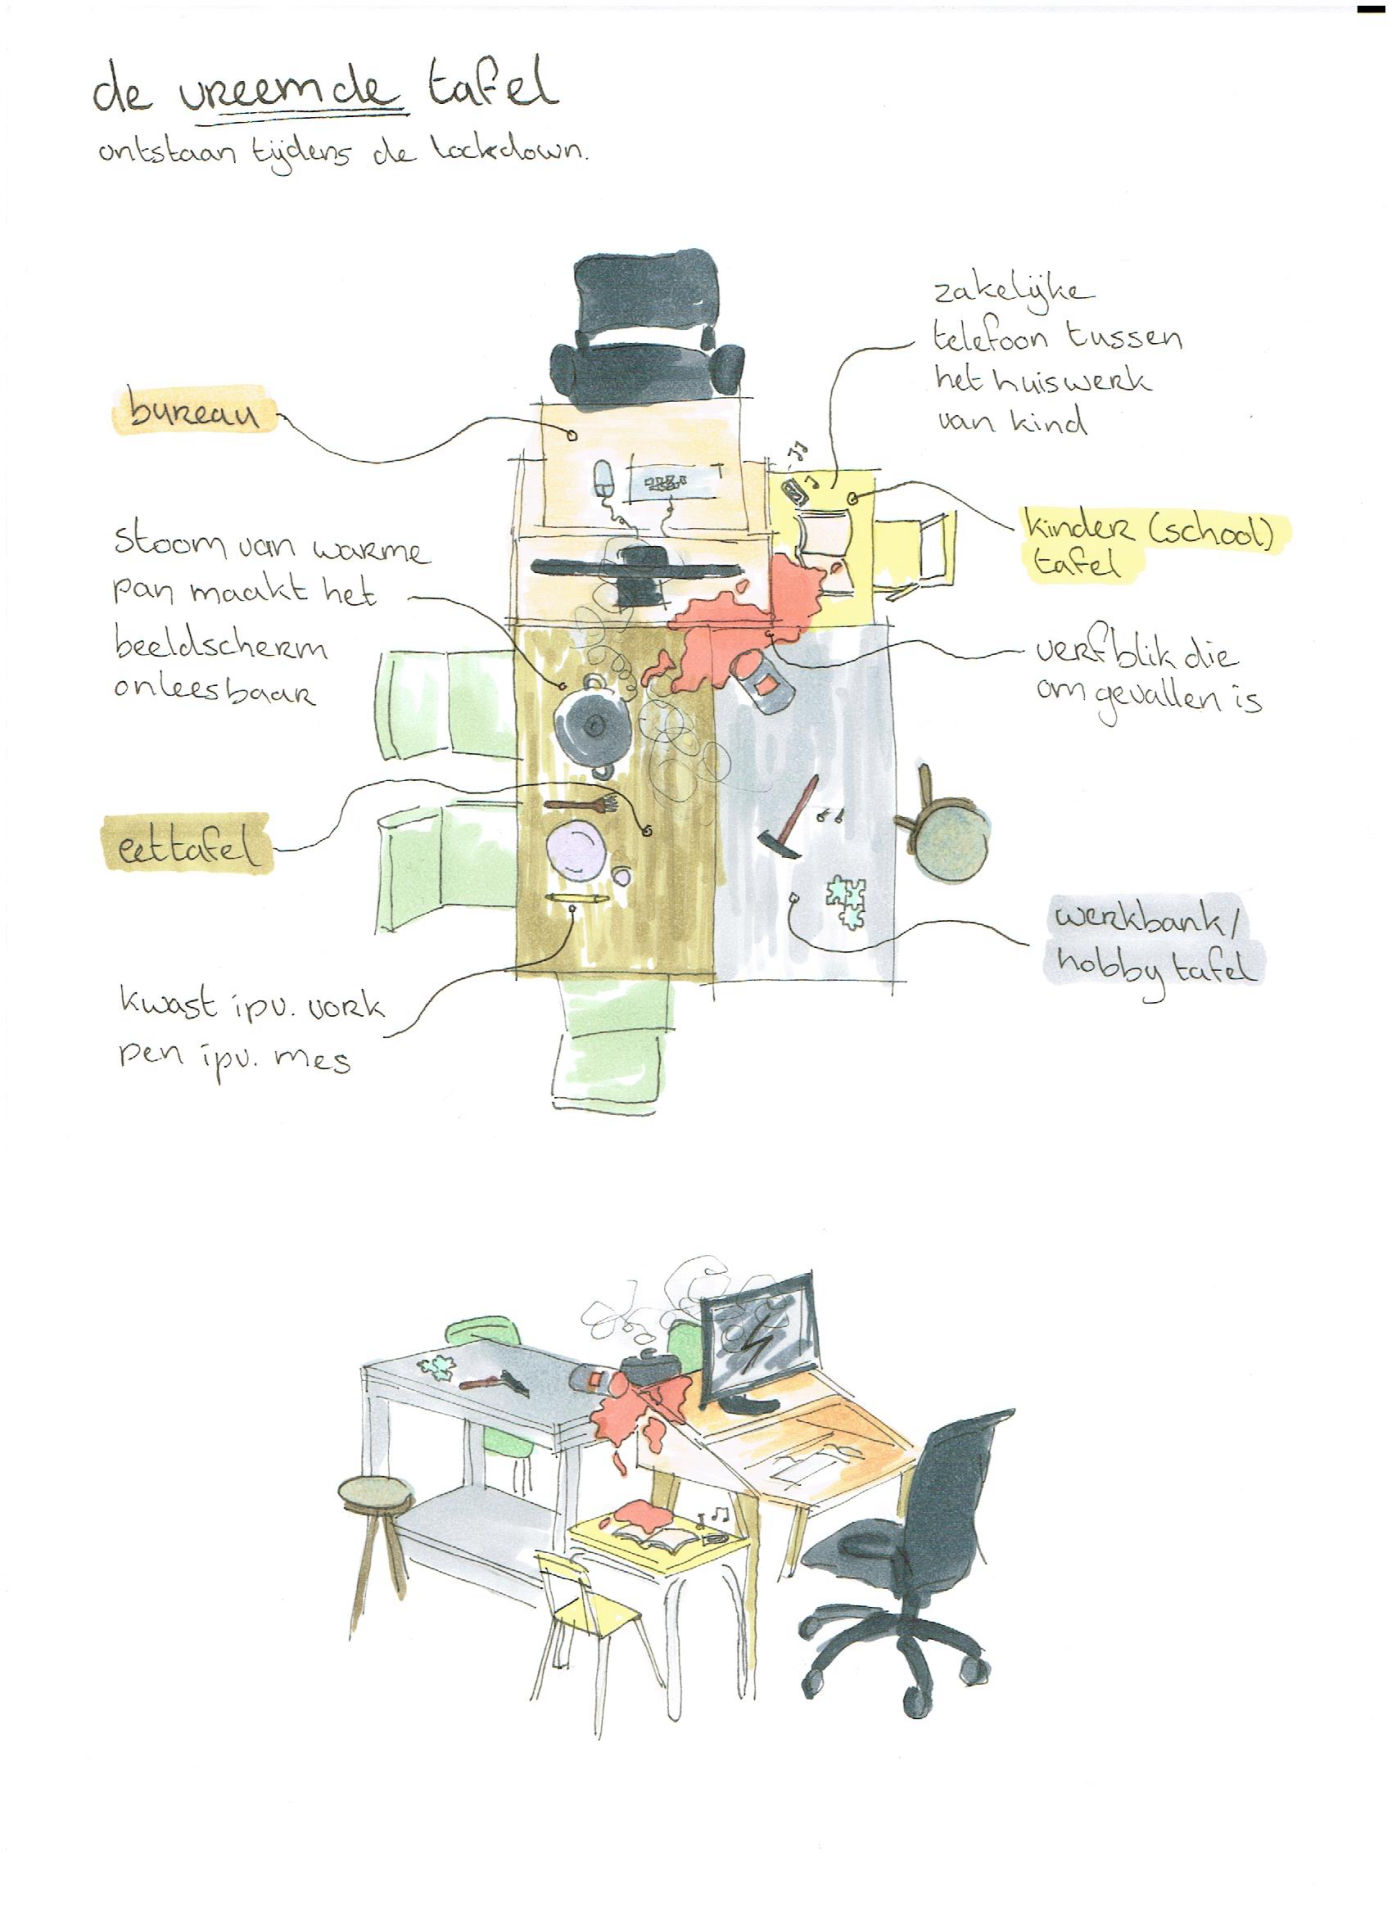 de vreemde tafel
ontstaan tijdens de lockdown.
bureau
zakelijke
telefoon tussen
het huiswerk
van kind
kinder (school)
tafel
stoom van warme
pan maakt het
beeldscherm
onleesbaar
verfblik die
omgevallen is
eettafel
werkbank/
hobby tafel
kwast ipv. vork
pen ipv. mes